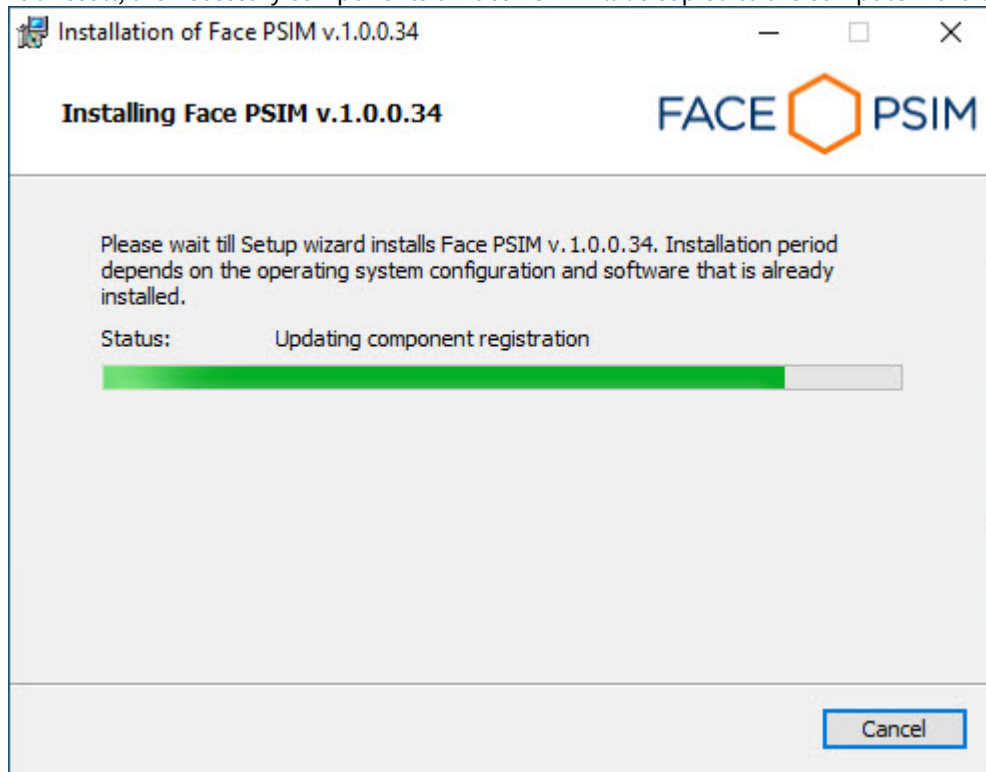 Installation of Face PSIM v.1.0.0.34
Installing Face PSIM v.1.0.0.34
FACE PSIM
Please wait till Setup wizard installs Face PSIM v.1.0.0.34. Installation period
depends on the operating system configuration and software that is already
installed.
Status: Updating component registration
Cancel